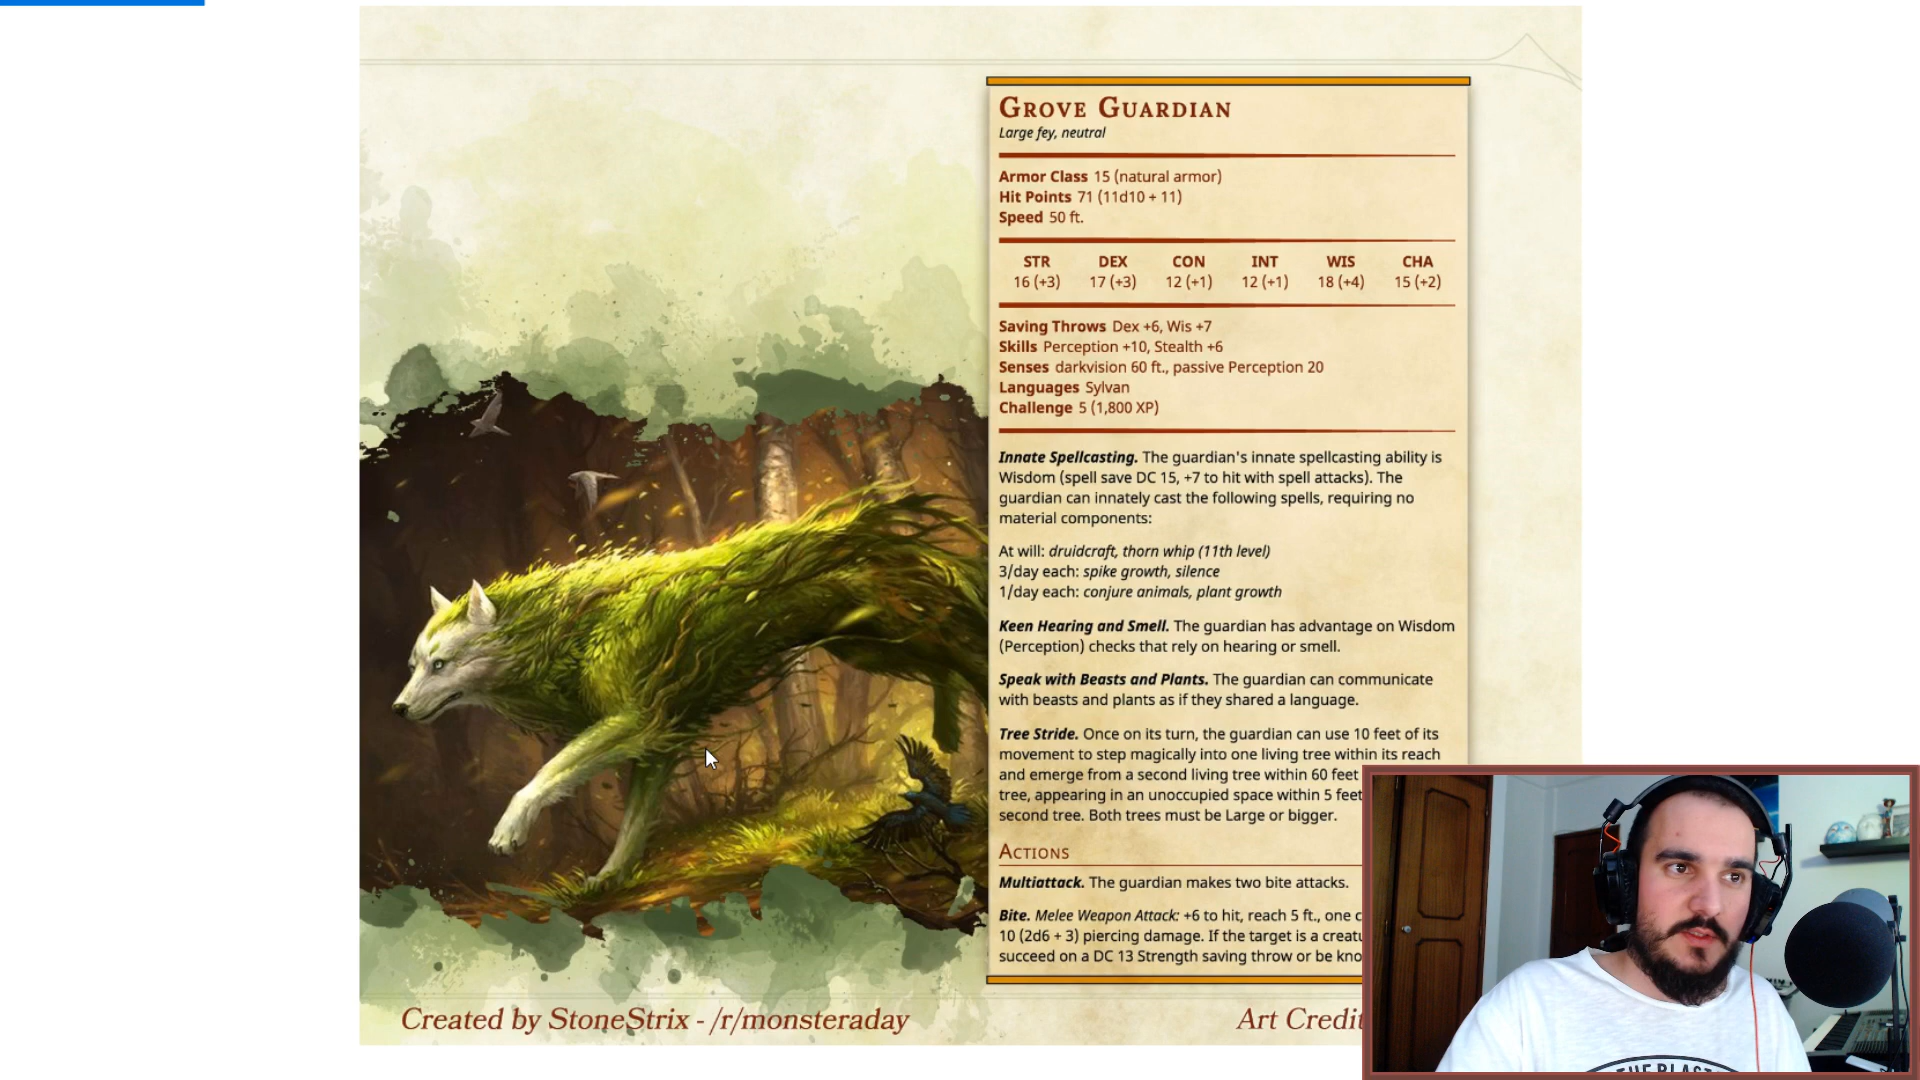 Grove Guardian
Large fey, neutral
Armor Class 15 (natural armor)
Hit Points 71 (11d10 + 11)
Speed 50 ft.
STR DEX CON INT WIS CHA
16 (+3) 17 (+3) 12 (+1) 12 (+1) 18 (+4) 15 (+2)
Saving Throws Dex +6, Wis +7
Skills Perception +10, Stealth +6
Senses darkvision 60 ft., passive Perception 20
Languages Sylvan
Challenge 5 (1,800 XP)
Innate Spellcasting. The guardian's innate spellcasting ability is
Wisdom (spell save DC 15, +7 to hit with spell attacks). The
guardian can innately cast the following spells, requiring no
material components:
At will: druidcraft, thorn whip (11th level)
3/day each: spike growth, silence
1/day each: conjure animals, plant growth
Keen Hearing and Smell. The guardian has advantage on Wisdom
(Perception) checks that rely on hearing or smell.
Speak with Beasts and Plants. The guardian can communicate
with beasts and plants as if they shared a language.
Tree Stride. Once on its turn, the guardian can use 10 feet of its
movement to step magically into one living tree within its reach
and emerge from a second living tree within 60 feet
tree, appearing in an unoccupied space within 5 feet
second tree. Both trees must be Large or bigger.
Actions
Multiattack. The guardian makes two bite attacks.
Bite. Melee Weapon Attack: +6 to hit, reach 5 ft., one
10 (2d6 + 3) piercing damage. If the target is a
succeed on a DC 13 Strength saving throw or be
Created by StoneStrix - /r/monsteraday
Art Credit
THE BLAST